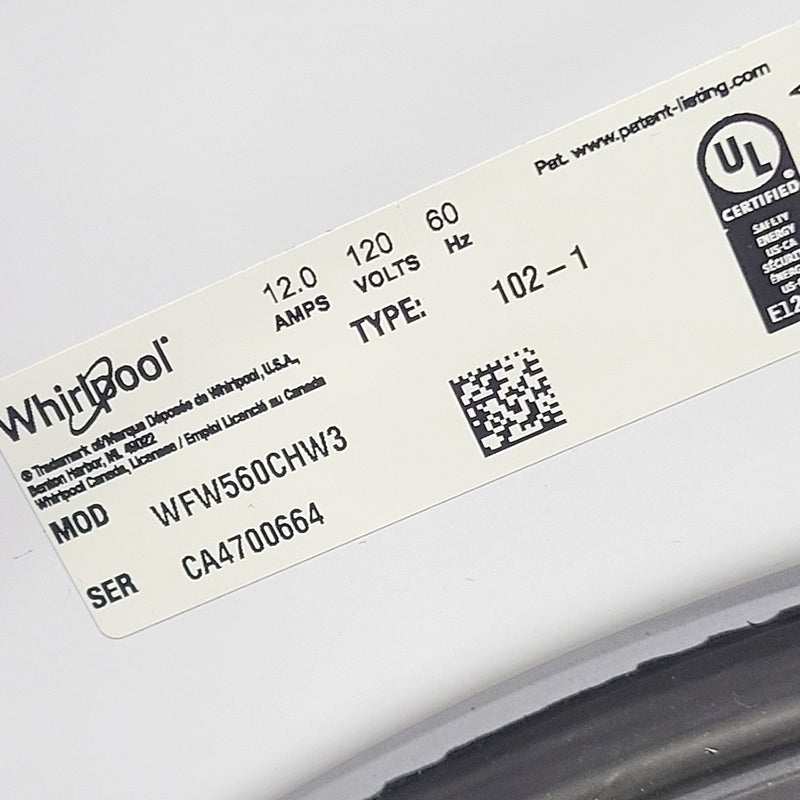 Pat. www.patent-listing.com
12.0 120 60
AMPS VOLTS Hz
TYPE: 102-1
Whirlpool
® Trademark of/Marque Déposée de Whirlpool, U.S.A.,
Benton Harbor, MI. 49022
Whirlpool Canada, Licensee / Emploi Licencié au Canada
MOD WFW560CHW3
SER CA4700664
UL ®
CERTIFIED
SAFETY
ENERGY
US-CA